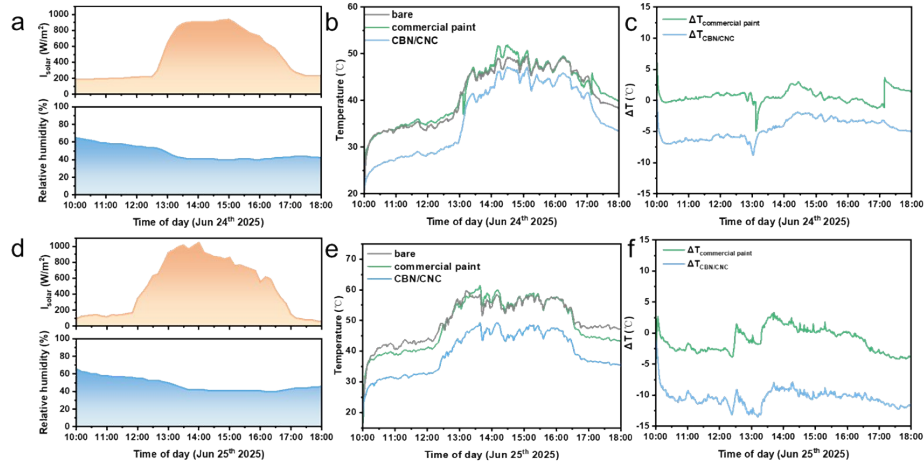 a
I_solar (W/m²)
1000
800
600
400
200
0
Relative humidity (%)
100
80
60
40
20
0
10:00 11:00 12:00 13:00 14:00 15:00 16:00 17:00 18:00
Time of day (Jun 24th 2025)
b
bare
commercial paint
CBN/CNC
Temperature (℃)
60
50
40
30
20
10:00 11:00 12:00 13:00 14:00 15:00 16:00 17:00 18:00
Time of day (Jun 24th 2025)
c
ΔT commercial paint
ΔT CBN/CNC
ΔT (℃)
15
10
5
0
-5
-10
-15
10:00 11:00 12:00 13:00 14:00 15:00 16:00 17:00 18:00
Time of day (Jun 24th 2025)
d
I_solar (W/m²)
1000
800
600
400
200
0
Relative humidity (%)
100
80
60
40
20
0
10:00 11:00 12:00 13:00 14:00 15:00 16:00 17:00 18:00
Time of day (Jun 25th 2025)
e
bare
commercial paint
CBN/CNC
Temperature (℃)
80
70
60
50
40
30
20
10:00 11:00 12:00 13:00 14:00 15:00 16:00 17:00 18:00
Time of day (Jun 25th 2025)
f
ΔT commercial paint
ΔT CBN/CNC
ΔT (℃)
15
10
5
0
-5
-10
-15
10:00 11:00 12:00 13:00 14:00 15:00 16:00 17:00 18:00
Time of day (Jun 25th 2025)